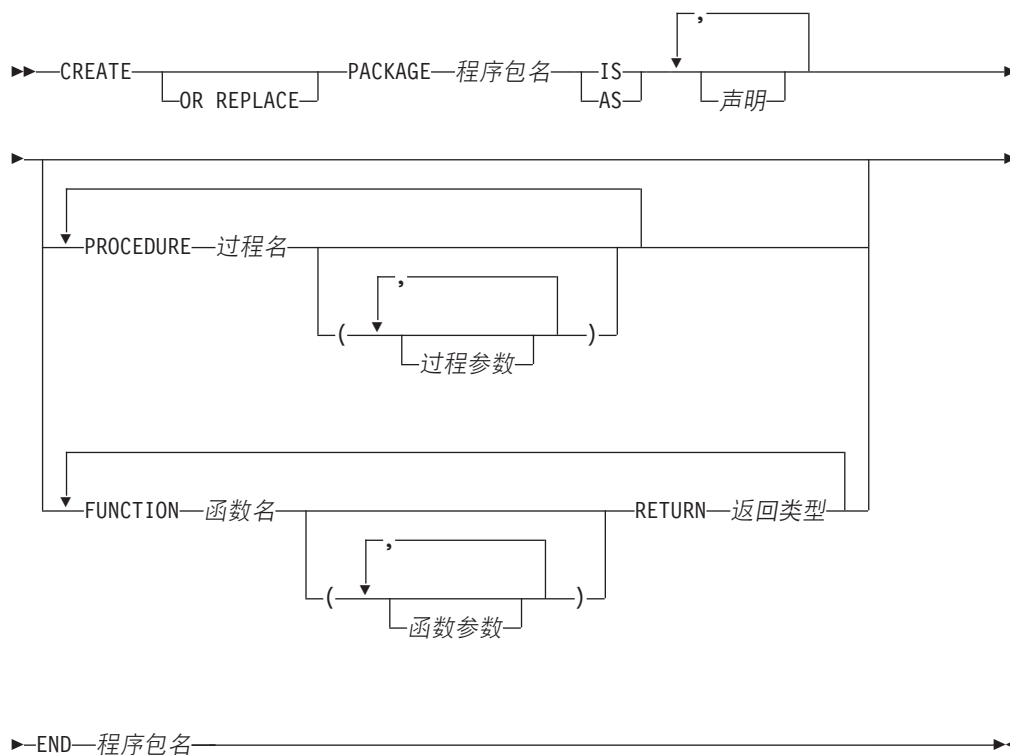 ,
CREATE PACKAGE 程序包名 IS
OR REPLACE AS 声明
PROCEDURE 过程名
,
( )
过程参数
FUNCTION 函数名 RETURN 返回类型
,
( )
函数参数
END 程序包名